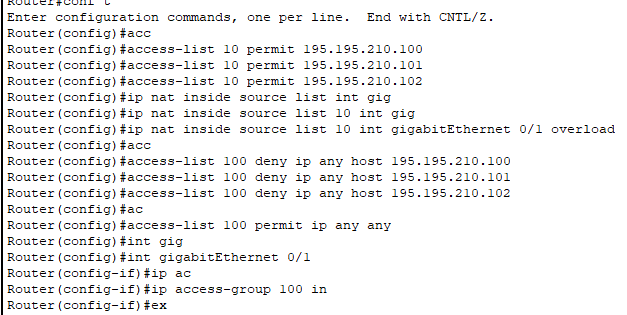 Router#conf t
Enter configuration commands, one per line.  End with CNTL/Z.
Router(config)#acc
Router(config)#access-list 10 permit 195.195.210.100
Router(config)#access-list 10 permit 195.195.210.101
Router(config)#access-list 10 permit 195.195.210.102
Router(config)#ip nat inside source list int gig
Router(config)#ip nat inside source list 10 int gig
Router(config)#ip nat inside source list 10 int gigabitEthernet 0/1 overload
Router(config)#acc
Router(config)#access-list 100 deny ip any host 195.195.210.100
Router(config)#access-list 100 deny ip any host 195.195.210.101
Router(config)#access-list 100 deny ip any host 195.195.210.102
Router(config)#ac
Router(config)#access-list 100 permit ip any any
Router(config)#int gig
Router(config)#int gigabitEthernet 0/1
Router(config-if)#ip ac
Router(config-if)#ip access-group 100 in
Router(config-if)#ex